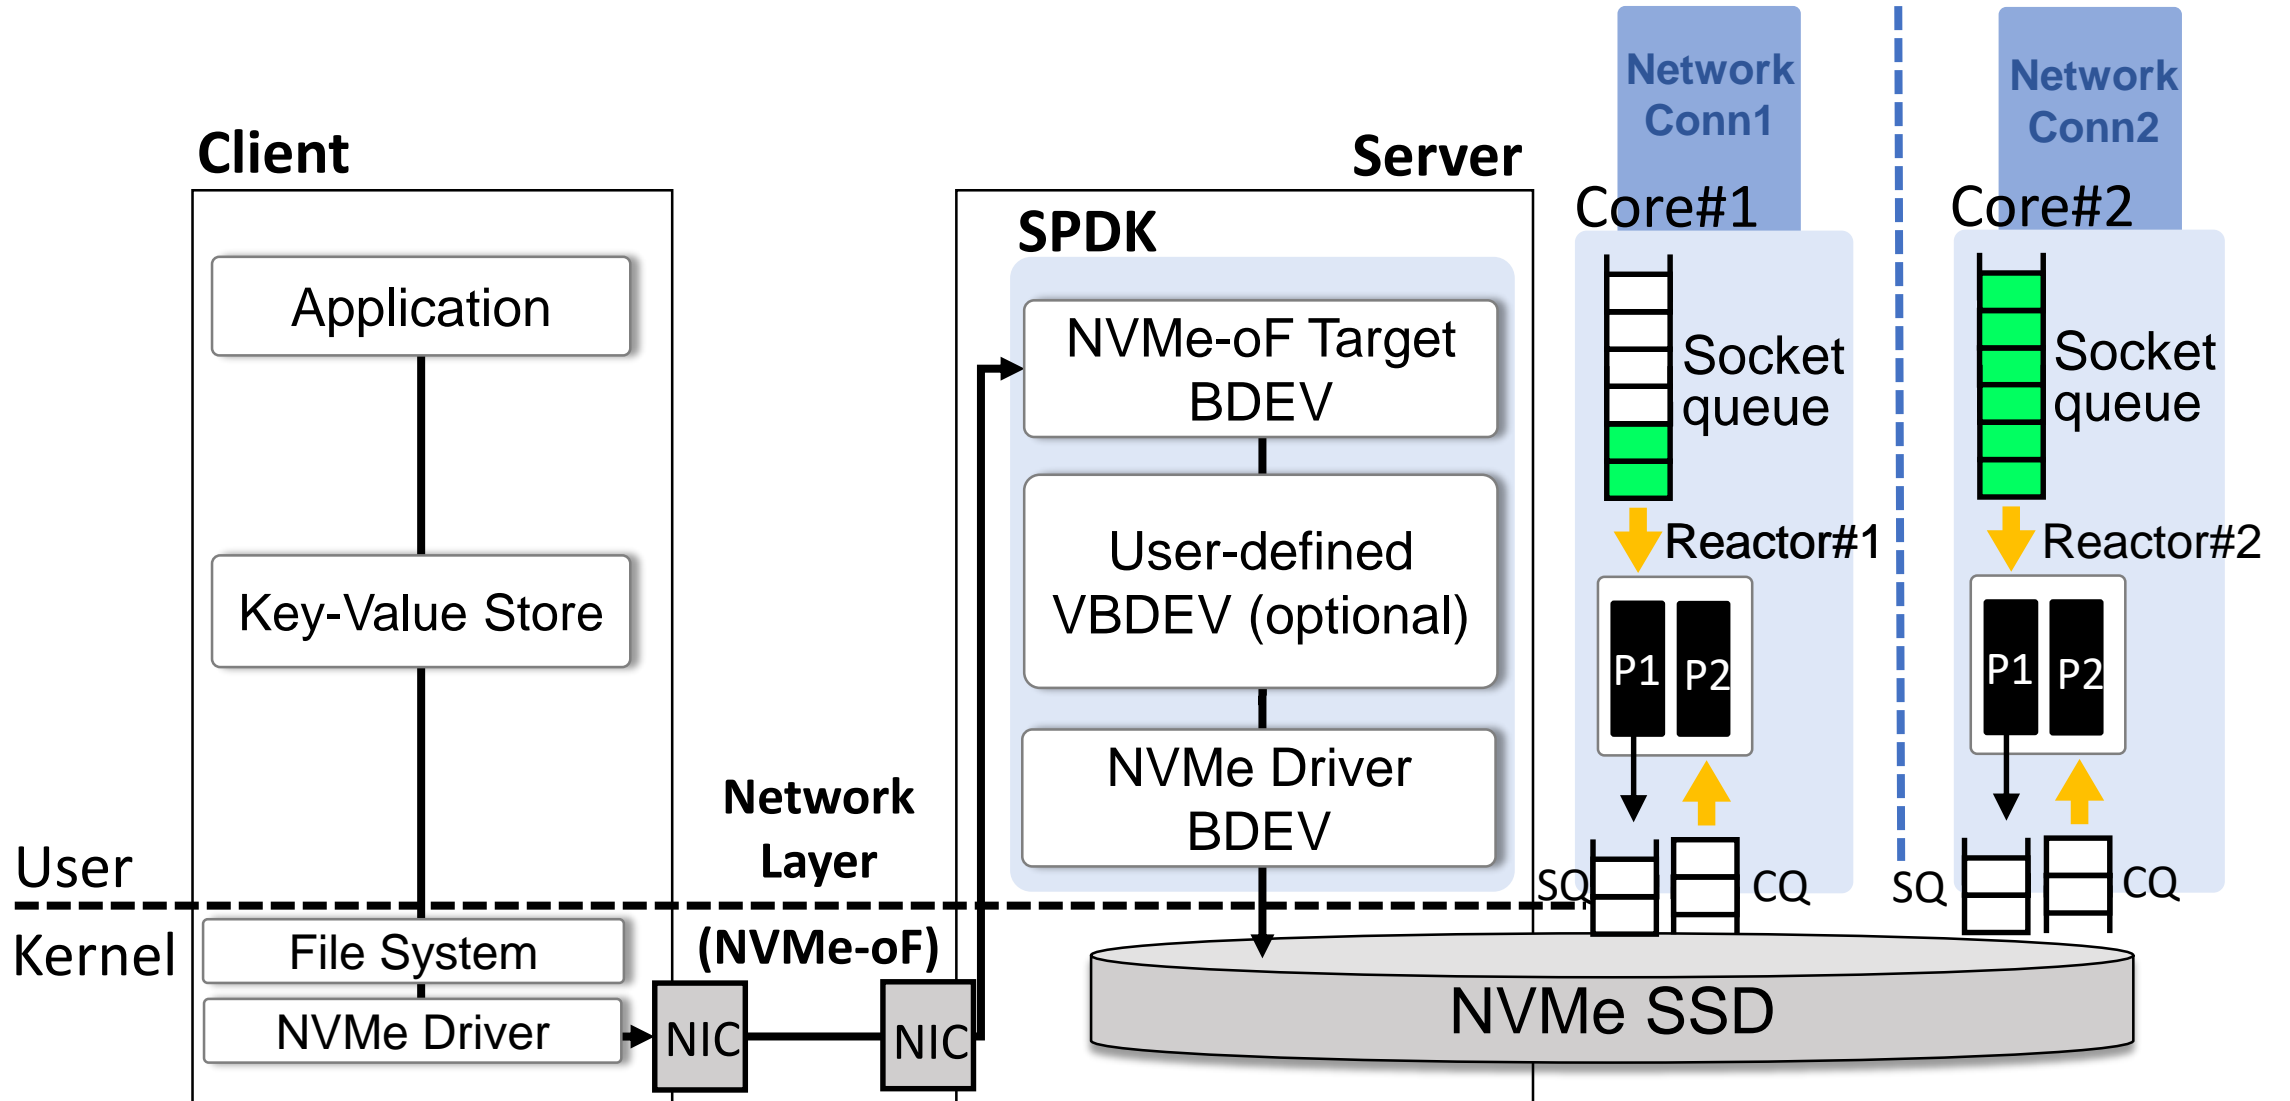 Client
Application
Key-Value Store
User
Kernel
File System
NVMe Driver
NIC
Network
Layer
(NVMe-oF)
NIC
Server
SPDK
NVMe-oF Target
BDEV
User-defined
VBDEV (optional)
NVMe Driver
BDEV
NVMe SSD
Network
Conn1
Core#1
Socket
queue
Reactor#1
P1
P2
SQ
CQ
Network
Conn2
Core#2
Socket
queue
Reactor#2
P1
P2
SQ
CQ